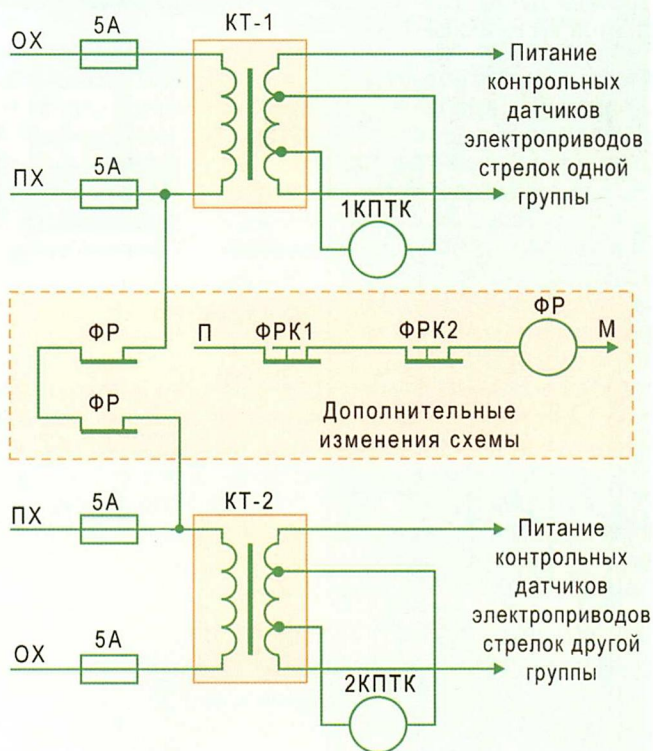 ОХ
5А
КТ-1
Питание
контрольных
датчиков
электроприводов
стрелок одной
группы
ПХ
5А
1КПТК
ФР
П
ФРК1
ФРК2
ФР
М
ФР
Дополнительные
изменения схемы
ПХ
5А
КТ-2
Питание
контрольных
датчиков
электроприводов
стрелок другой
группы
ОХ
5А
2КПТК